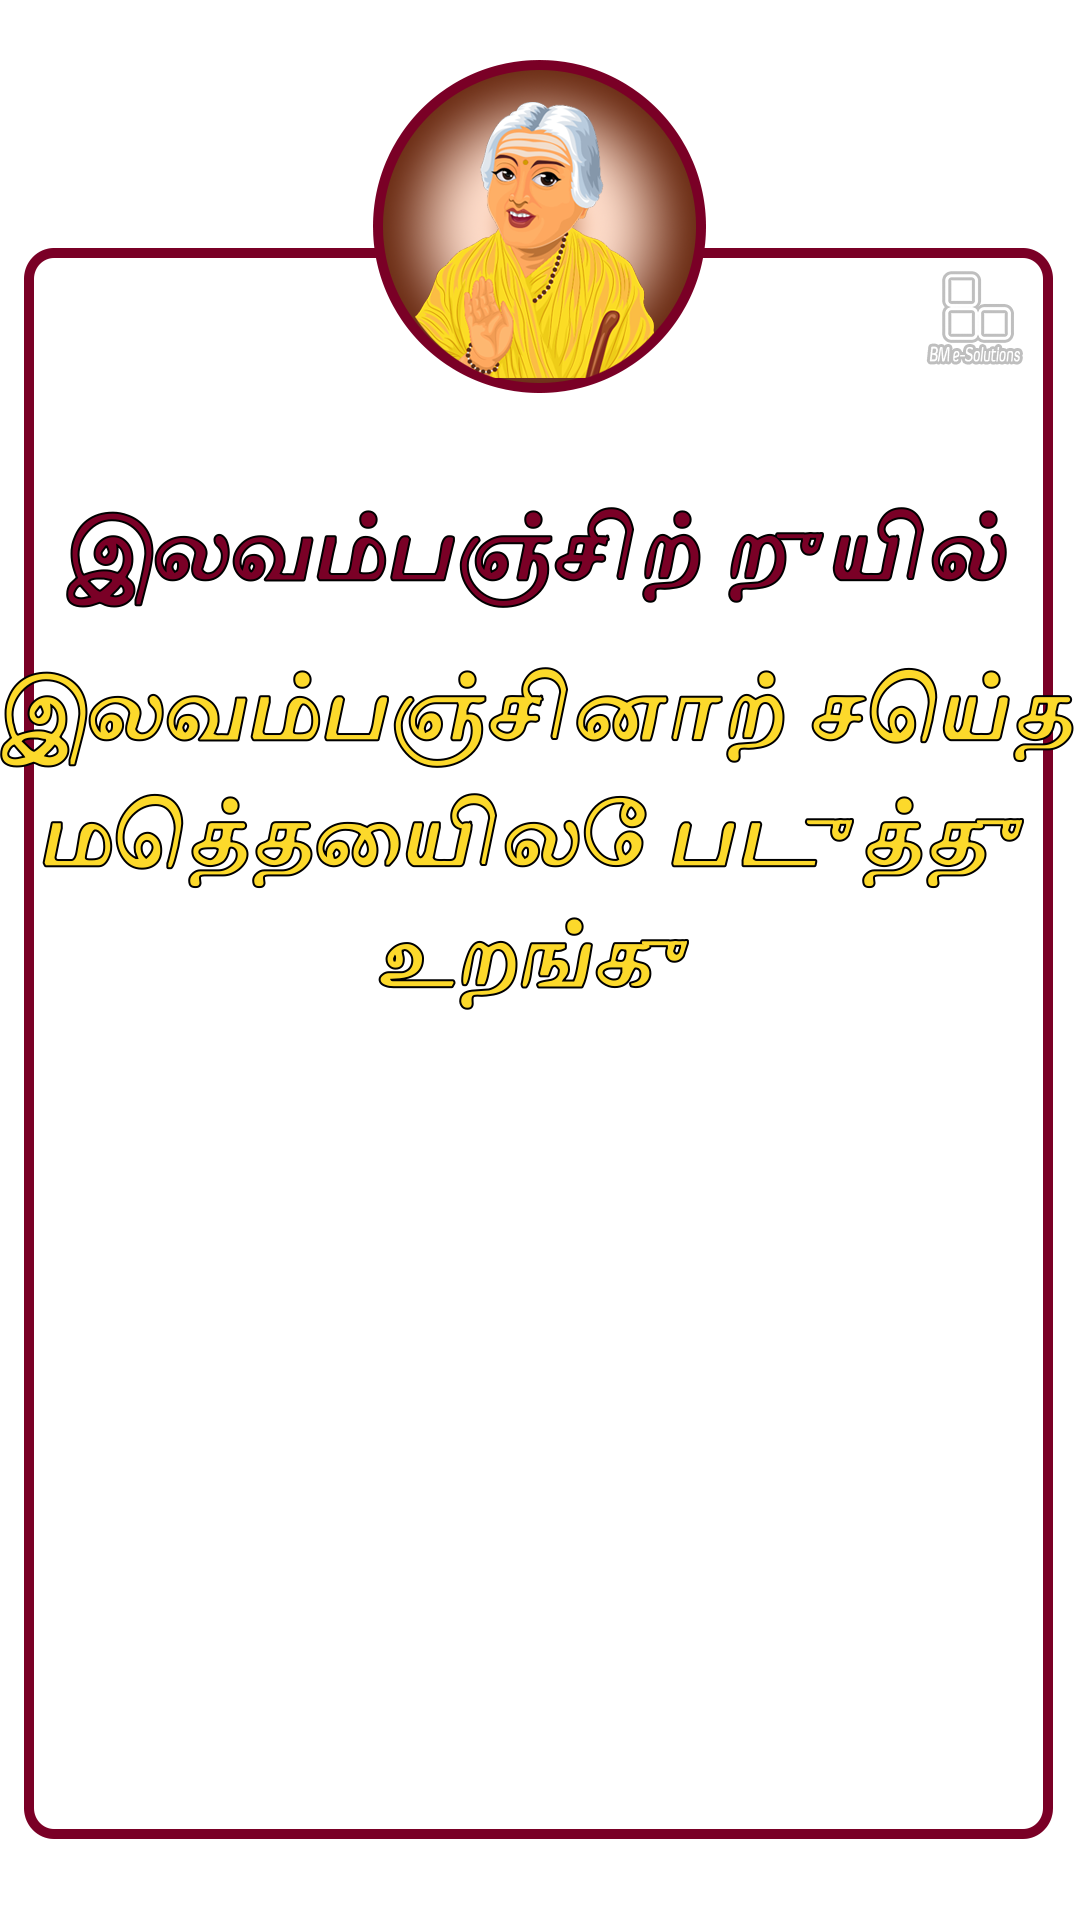 இலவம்பஞ்சிற் றுயில்
இலவம்பஞ்சினாற் செய்த
மெத்தையிலே படுத்து
உறங்கு
BM e-Solutions